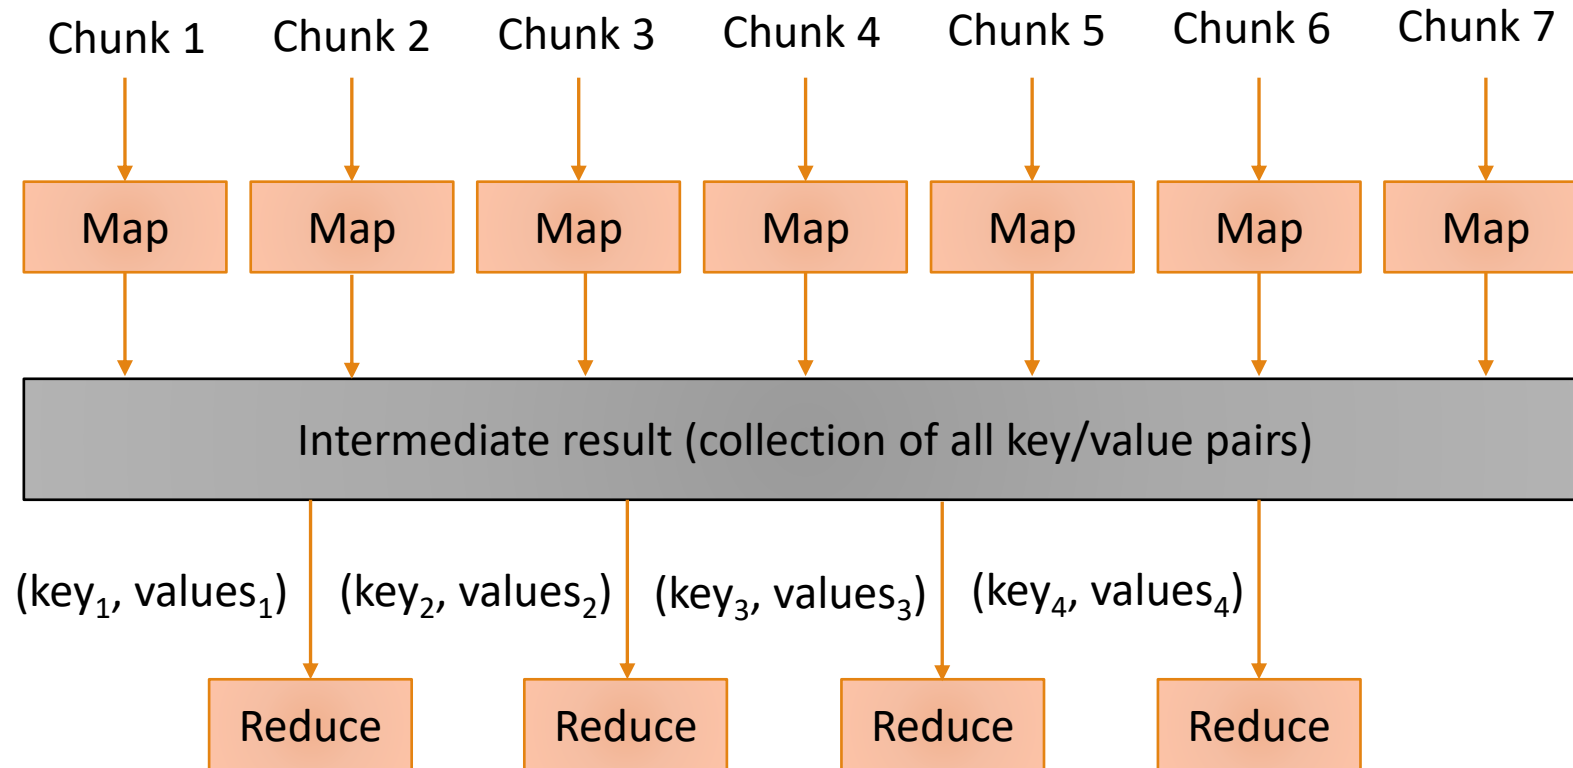 Chunk 1 Chunk 2 Chunk 3 Chunk 4 Chunk 5 Chunk 6 Chunk 7
Map Map Map Map Map Map Map
Intermediate result (collection of all key/value pairs)
(key₁, values₁) (key₂, values₂) (key₃, values₃) (key₄, values₄)
Reduce Reduce Reduce Reduce